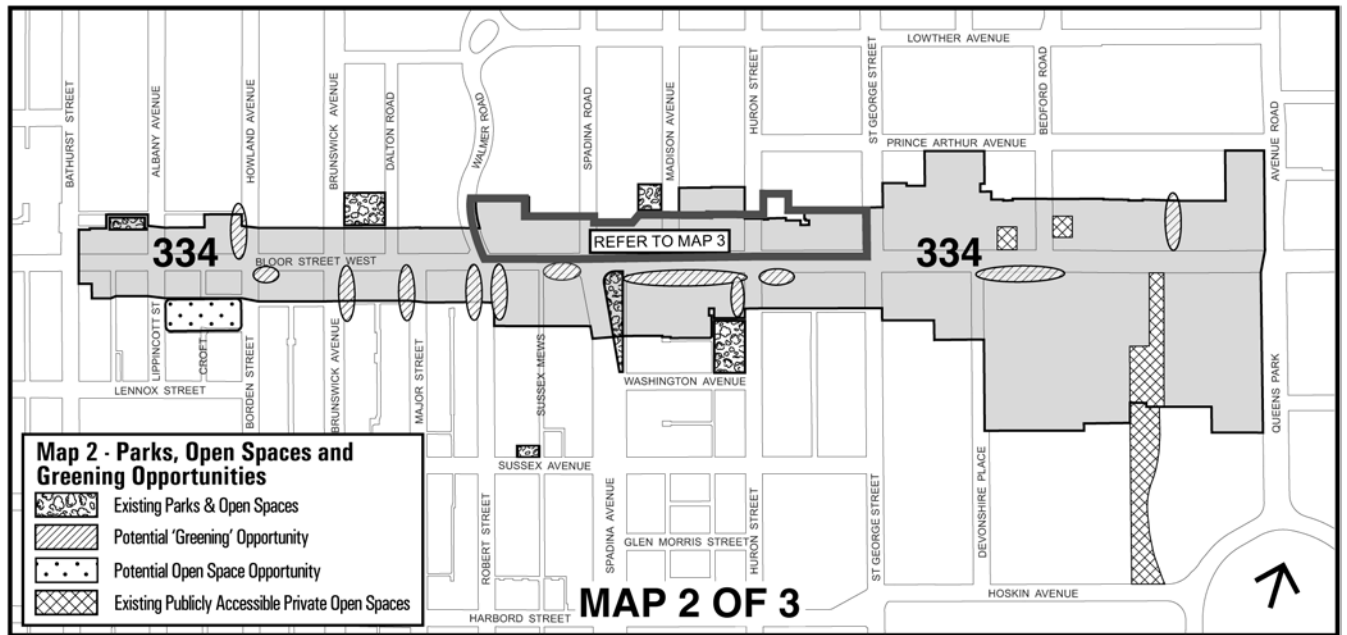 LOWTHER AVENUE
BATHURST STREET
ALBANY AVENUE
HOWLAND AVENUE
BRUNSWICK AVENUE
DALTON ROAD
WALMER ROAD
SPADINA ROAD
MADISON AVENUE
HURON STREET
ST GEORGE STREET
BEDFORD ROAD
AVENUE ROAD
PRINCE ARTHUR AVENUE
334
REFER TO MAP 3
334
BLOOR STREET WEST
LIPPINCOTT ST
CROFT
BORDEN STREET
BRUNSWICK AVENUE
MAJOR STREET
SUSSEX MEWS
WASHINGTON AVENUE
LENNOX STREET
QUEENS PARK
SUSSEX AVENUE
ROBERT STREET
SPADINA AVENUE
HURON STREET
ST GEORGE STREET
DEVONSHIRE PLACE
GLEN MORRIS STREET
HOSKIN AVENUE
HARBORD STREET
MAP 2 OF 3
Map 2 - Parks, Open Spaces and
Greening Opportunities
Existing Parks & Open Spaces
Potential 'Greening' Opportunity
Potential Open Space Opportunity
Existing Publicly Accessible Private Open Spaces